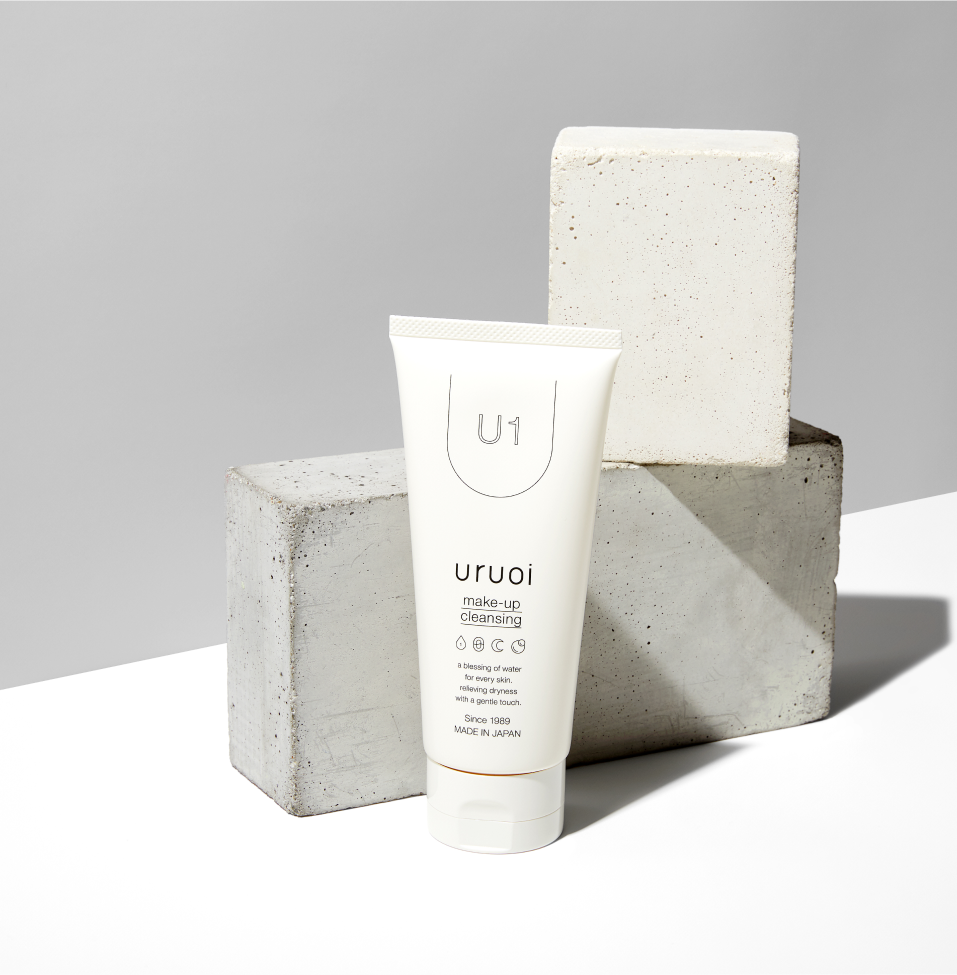 U1
uruoi
make-up
cleansing
a blessing of water
for every skin.
relieving dryness
with a gentle touch.
Since 1989
MADE IN JAPAN